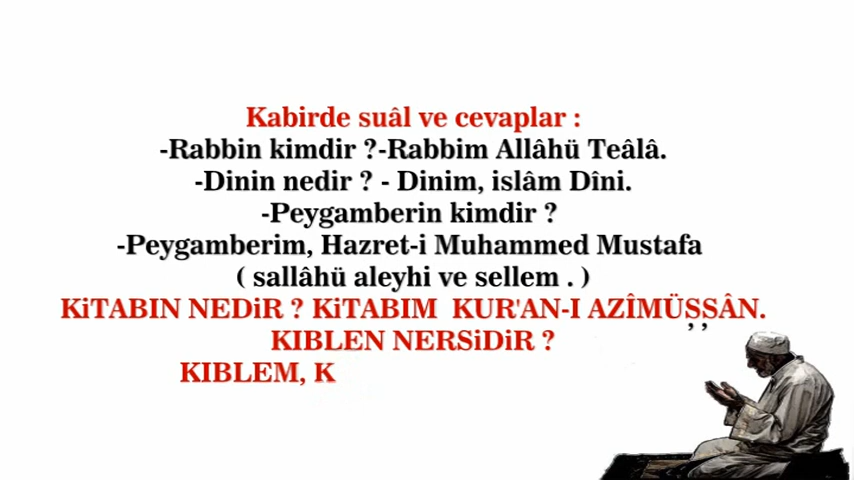 Kabirde suâl ve cevaplar :
-Rabbin kimdir ?-Rabbim Allâhü Teâlâ.
-Dinin nedir ? - Dinim, islâm Dîni.
-Peygamberin kimdir ?
-Peygamberim, Hazret-i Muhammed Mustafa
( sallâhü aleyhi ve sellem . )
KiTABIN NEDiR ? KiTABIM KUR'AN-I AZÎMÜŞŞÂN.
KIBLEN NERSiDiR ?
KIBLEM, K